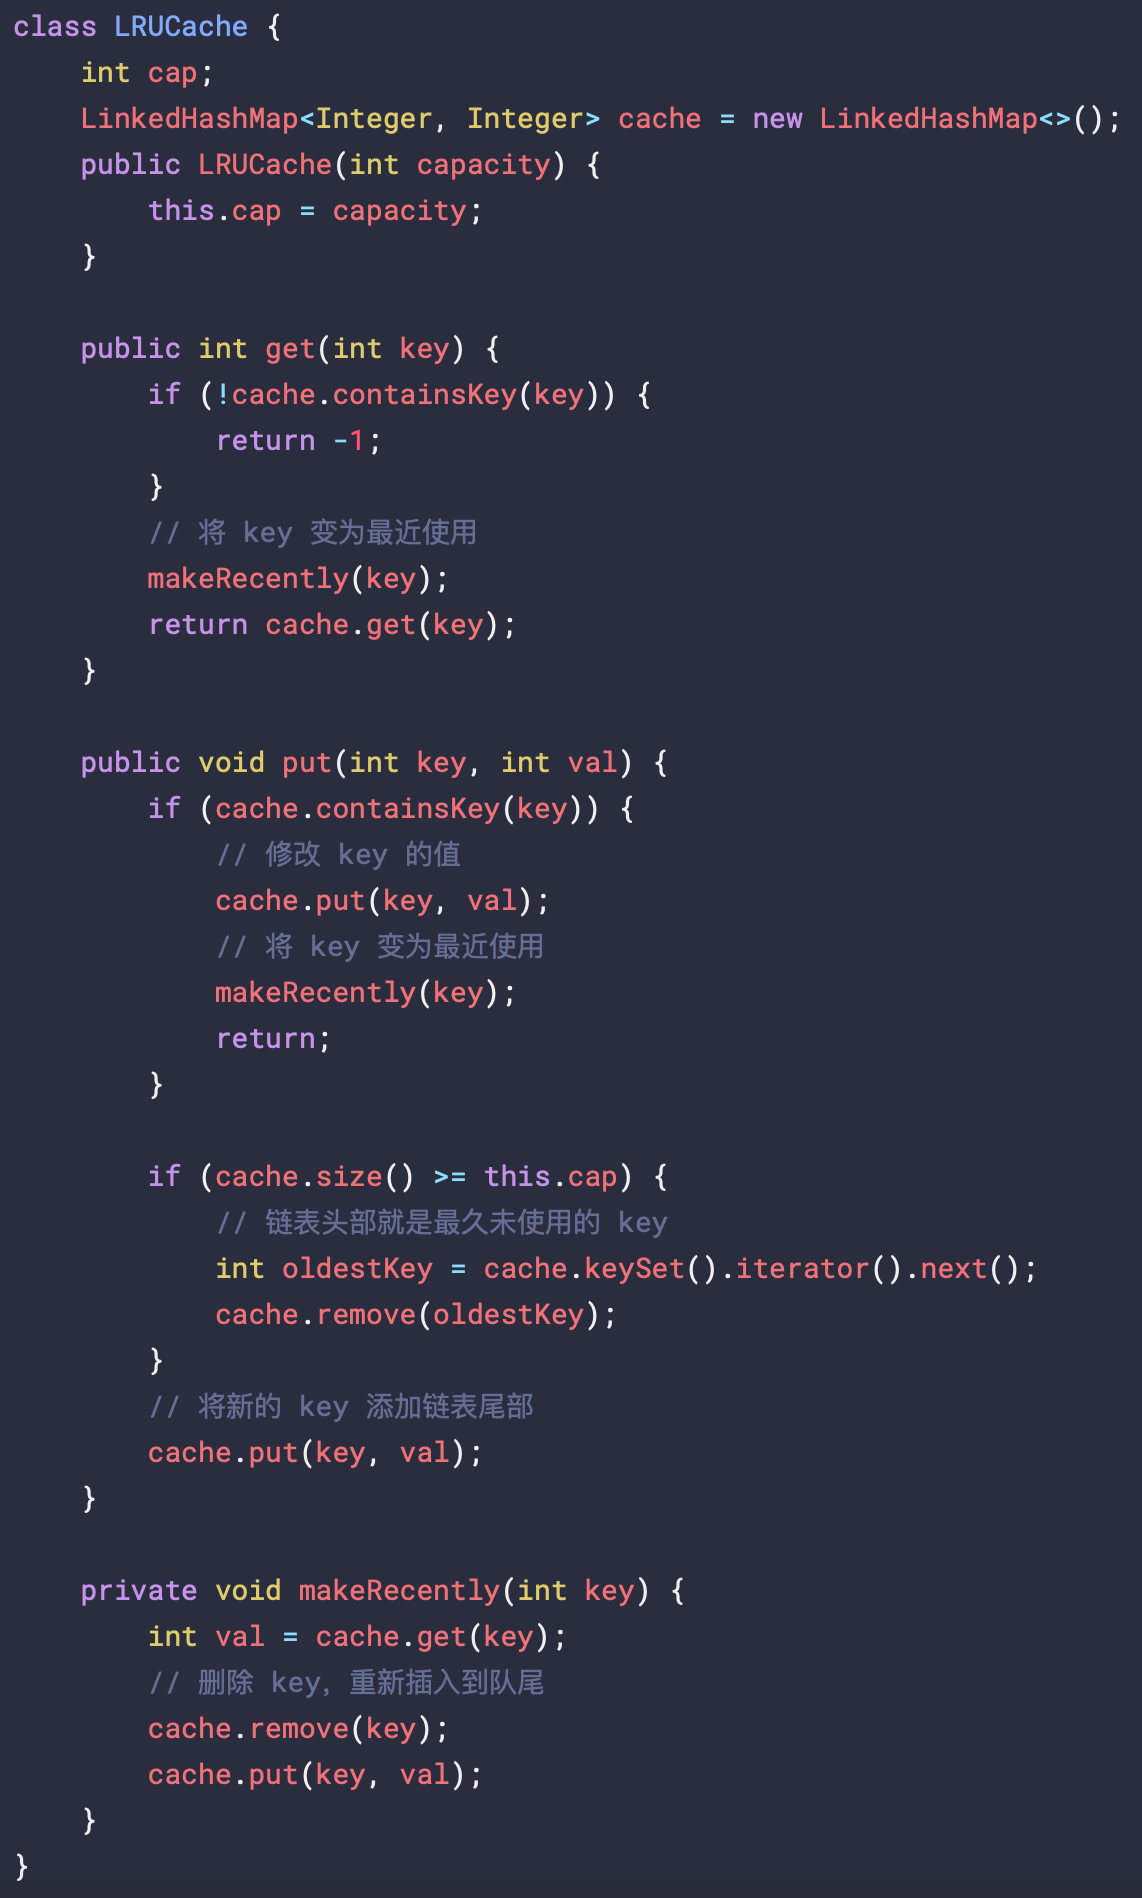 class LRUCache {
    int cap;
    LinkedHashMap<Integer, Integer> cache = new LinkedHashMap<>();
    public LRUCache(int capacity) {
        this.cap = capacity;
    }

    public int get(int key) {
        if (!cache.containsKey(key)) {
            return -1;
        }
        // 将 key 变为最近使用
        makeRecently(key);
        return cache.get(key);
    }

    public void put(int key, int val) {
        if (cache.containsKey(key)) {
            // 修改 key 的值
            cache.put(key, val);
            // 将 key 变为最近使用
            makeRecently(key);
            return;
        }

        if (cache.size() >= this.cap) {
            // 链表头部就是最久未使用的 key
            int oldestKey = cache.keySet().iterator().next();
            cache.remove(oldestKey);
        }
        // 将新的 key 添加链表尾部
        cache.put(key, val);
    }

    private void makeRecently(int key) {
        int val = cache.get(key);
        // 删除 key，重新插入到队尾
        cache.remove(key);
        cache.put(key, val);
    }
}